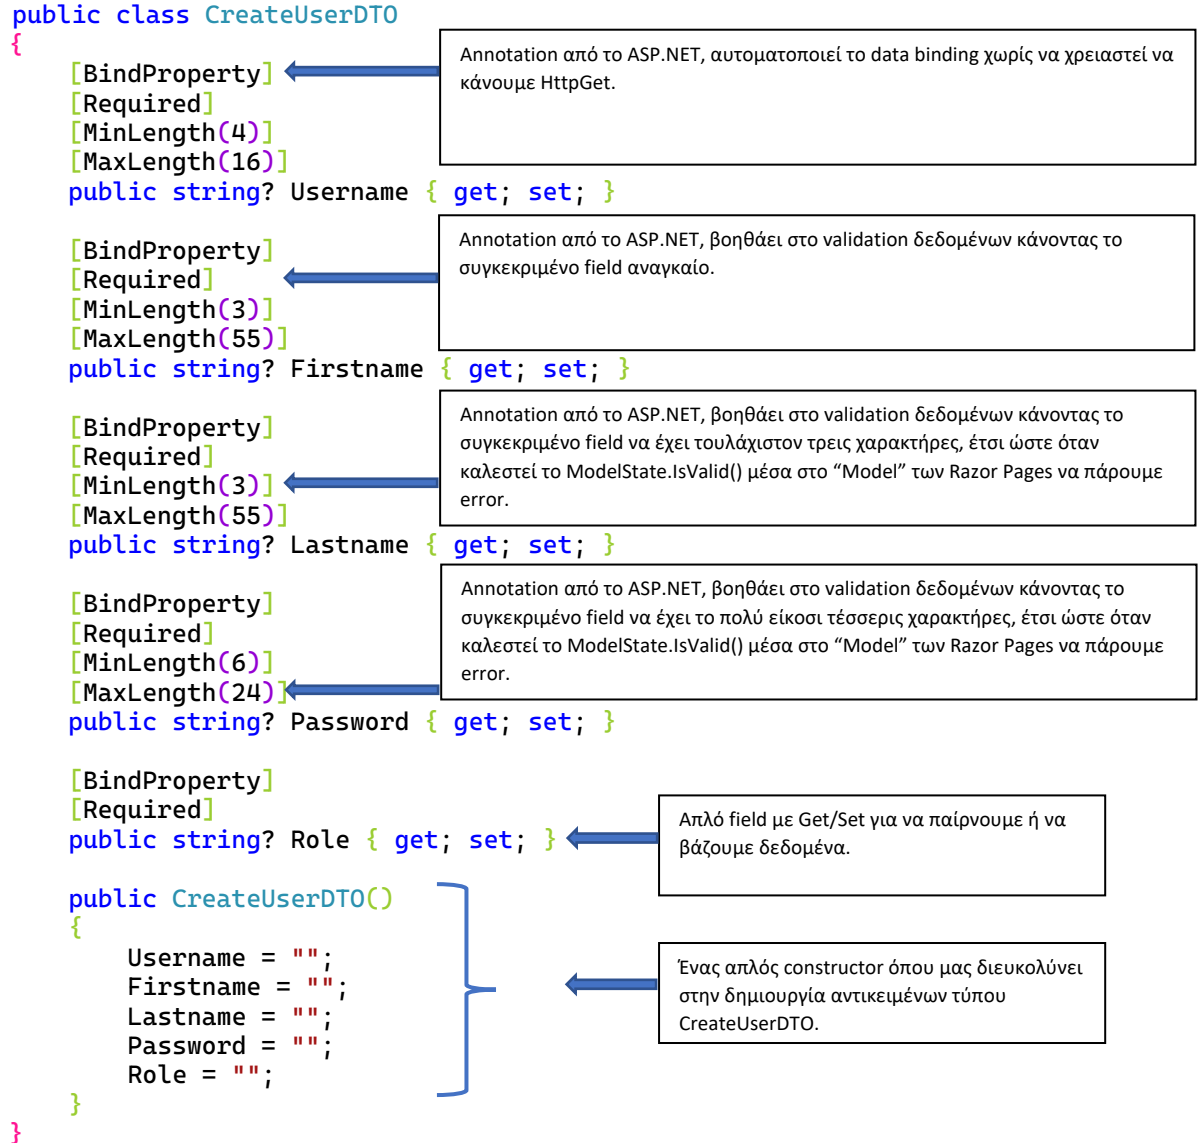 public class CreateUserDTO
{
[BindProperty]
[Required]
[MinLength(4)]
[MaxLength(16)]
public string? Username { get; set; }
Annotation από το ASP.NET, αυτοματοποιεί το data binding χωρίς να χρειαστεί να
κάνουμε HttpGet.
[BindProperty]
[Required]
[MinLength(3)]
[MaxLength(55)]
public string? Firstname { get; set; }
Annotation από το ASP.NET, βοηθάει στο validation δεδομένων κάνοντας το
συγκεκριμένο field αναγκαίο.
[BindProperty]
[Required]
[MinLength(3)]
[MaxLength(55)]
public string? Lastname { get; set; }
Annotation από το ASP.NET, βοηθάει στο validation δεδομένων κάνοντας το
συγκεκριμένο field να έχει τουλάχιστον τρεις χαρακτήρες, έτσι ώστε όταν
καλεστεί το ModelState.IsValid() μέσα στο “Model” των Razor Pages να πάρουμε
error.
[BindProperty]
[Required]
[MinLength(6)]
[MaxLength(24)]
public string? Password { get; set; }
Annotation από το ASP.NET, βοηθάει στο validation δεδομένων κάνοντας το
συγκεκριμένο field να έχει το πολύ είκοσι τέσσερις χαρακτήρες, έτσι ώστε όταν
καλεστεί το ModelState.IsValid() μέσα στο “Model” των Razor Pages να πάρουμε
error.
[BindProperty]
[Required]
public string? Role { get; set; }
Απλό field με Get/Set για να παίρνουμε ή να
βάζουμε δεδομένα.
public CreateUserDTO()
{
Username = "";
Firstname = "";
Lastname = "";
Password = "";
Role = "";
}
Ένας απλός constructor όπου μας διευκολύνει
στην δημιουργία αντικειμένων τύπου
CreateUserDTO.
}